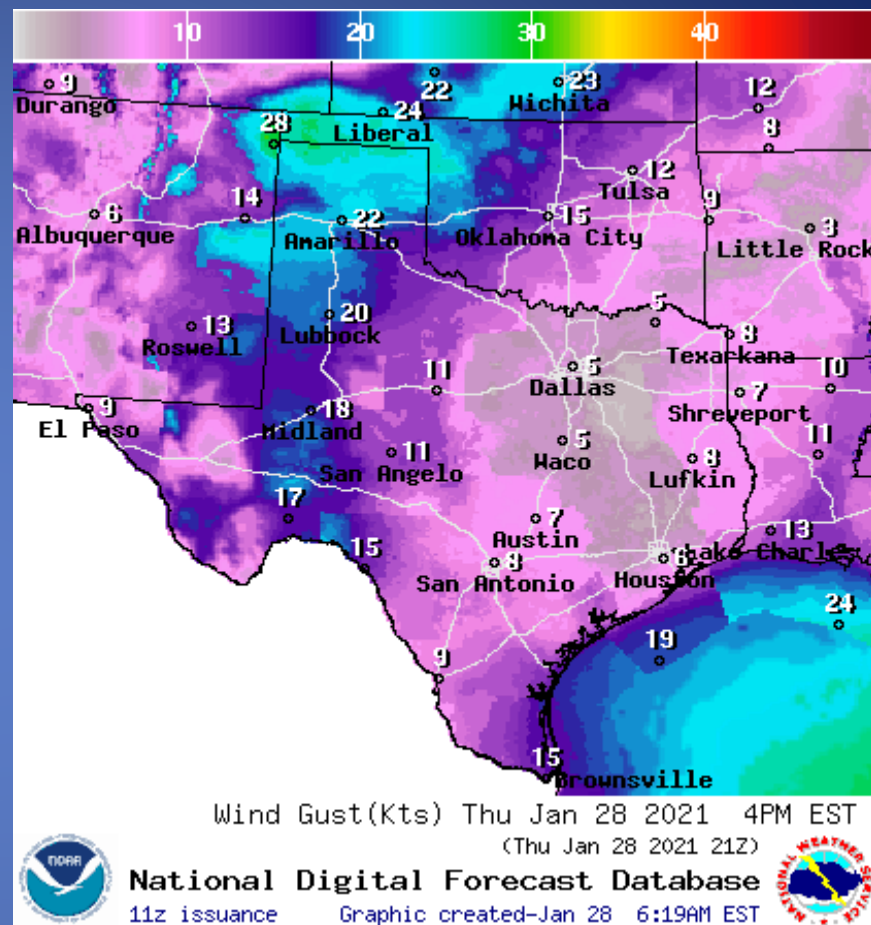 10 20 30 40
9 22 23 12
Durango Wichita
28 24 8
Liberal
12
Tulsa
6 14 22 15 9 3
Albuquerque Amarillo Oklahoma City Little Rock
13 20 5 8
Roswell Lubbock Texarkana
11 5 7 10
Dallas Shreveport
9 18
El Paso Midland
11 5 8 11
San Angelo Waco Lufkin
17 7 13
Austin
15 8 6 Lake Charles
San Antonio Houston
24
19
9
15
Brownsville
Wind Gust(Kts) Thu Jan 28 2021 4PM EST
(Thu Jan 28 2021 21Z)
NOAA
NATIONAL WEATHER SERVICE
National Digital Forecast Database
11z issuance Graphic created-Jan 28 6:19AM EST